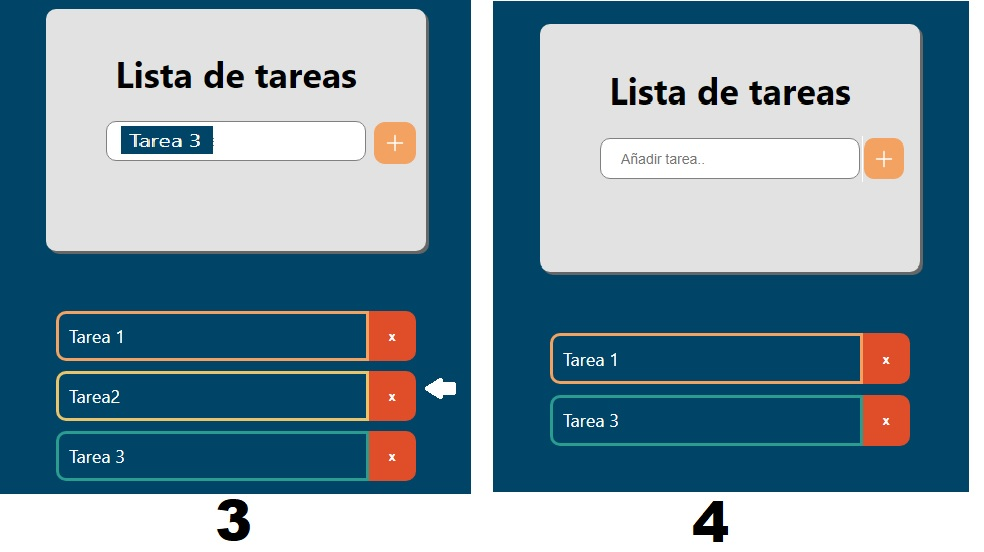 Lista de tareas
Tarea 3
+
Tarea 1
x
Tarea2
x
Tarea 3
x
3
Lista de tareas
Añadir tarea..
+
Tarea 1
x
Tarea 3
x
4